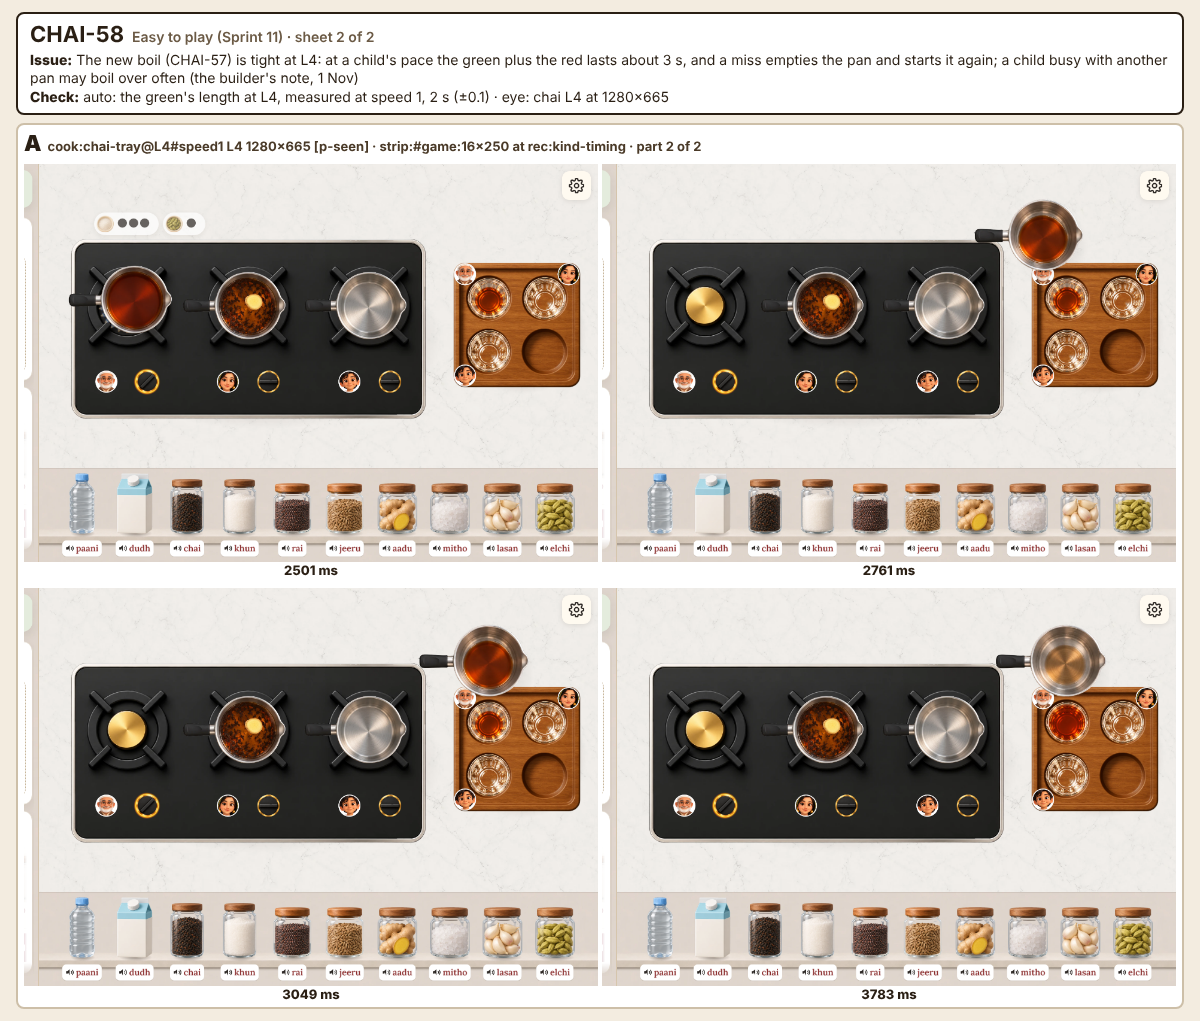 CHAI-58 Easy to play (Sprint 11) · sheet 2 of 2
Issue: The new boil (CHAI-57) is tight at L4: at a child's pace the green plus the red lasts about 3 s, and a miss empties the pan and starts it again; a child busy with another
pan may boil over often (the builder's note, 1 Nov)
Check: auto: the green's length at L4, measured at speed 1, 2 s (±0.1) · eye: chai L4 at 1280×665
A cook:chai-tray@L4#speed1 L4 1280×665 [p-seen] · strip:#game:16×250 at rec:kind-timing · part 2 of 2
paani dudh chai khun rai jeeru aadu mitho lasan elchi
paani dudh chai khun rai jeeru aadu mitho lasan elchi
2501 ms
2761 ms
paani dudh chai khun rai jeeru aadu mitho lasan elchi
paani dudh chai khun rai jeeru aadu mitho lasan elchi
3049 ms
3783 ms